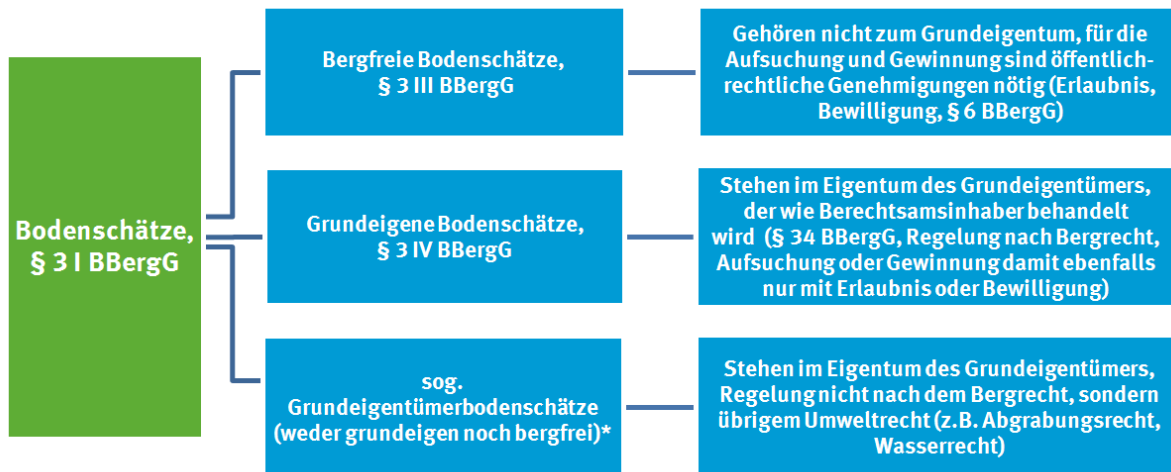 Bodenschätze,
§ 3 I BBergG
Bergfreie Bodenschätze,
§ 3 III BBergG
Gehören nicht zum Grundeigentum, für die
Aufsuchung und Gewinnung sind öffentlich-
rechtliche Genehmigungen nötig (Erlaubnis,
Bewilligung, § 6 BBergG)
Grundeigene Bodenschätze,
§ 3 IV BBergG
Stehen im Eigentum des Grundeigentümers,
der wie Berechtsamsinhaber behandelt
wird (§ 34 BBergG, Regelung nach Bergrecht,
Aufsuchung oder Gewinnung damit ebenfalls
nur mit Erlaubnis oder Bewilligung)
sog.
Grundeigentümerbodenschätze
(weder grundeigen noch bergfrei)*
Stehen im Eigentum des Grundeigentümers,
Regelung nicht nach dem Bergrecht, sondern
übrigem Umweltrecht (z.B. Abgrabungsrecht,
Wasserrecht)